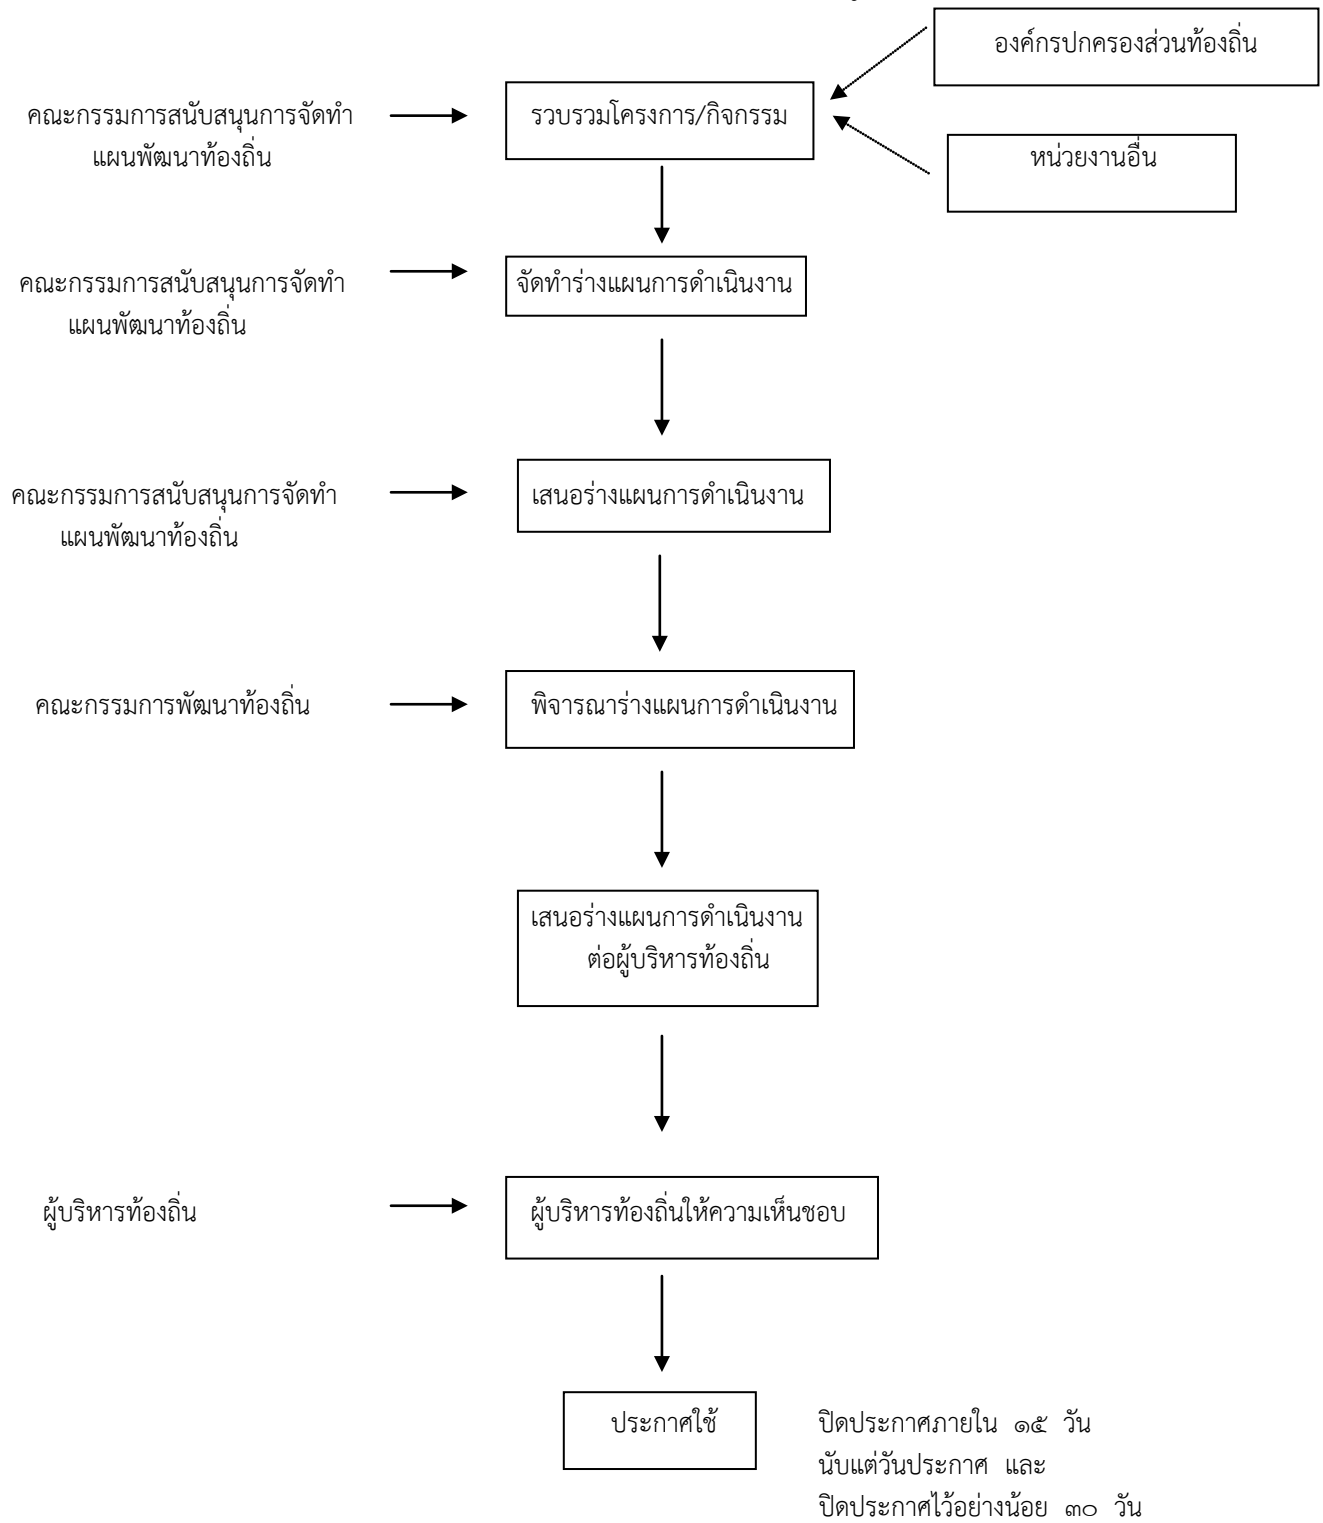 องค์กรปกครองส่วนท้องถิ่น
คณะกรรมการสนับสนุนการจัดทำ
แผนพัฒนาท้องถิ่น
รวบรวมโครงการ/กิจกรรม
หน่วยงานอื่น
คณะกรรมการสนับสนุนการจัดทำ
แผนพัฒนาท้องถิ่น
จัดทำร่างแผนการดำเนินงาน
คณะกรรมการสนับสนุนการจัดทำ
แผนพัฒนาท้องถิ่น
เสนอร่างแผนการดำเนินงาน
คณะกรรมการพัฒนาท้องถิ่น
พิจารณาร่างแผนการดำเนินงาน
เสนอร่างแผนการดำเนินงาน
ต่อผู้บริหารท้องถิ่น
ผู้บริหารท้องถิ่น
ผู้บริหารท้องถิ่นให้ความเห็นชอบ
ประกาศใช้
ปิดประกาศภายใน ๑๕ วัน
นับแต่วันประกาศ และ
ปิดประกาศไว้อย่างน้อย ๓๐ วัน